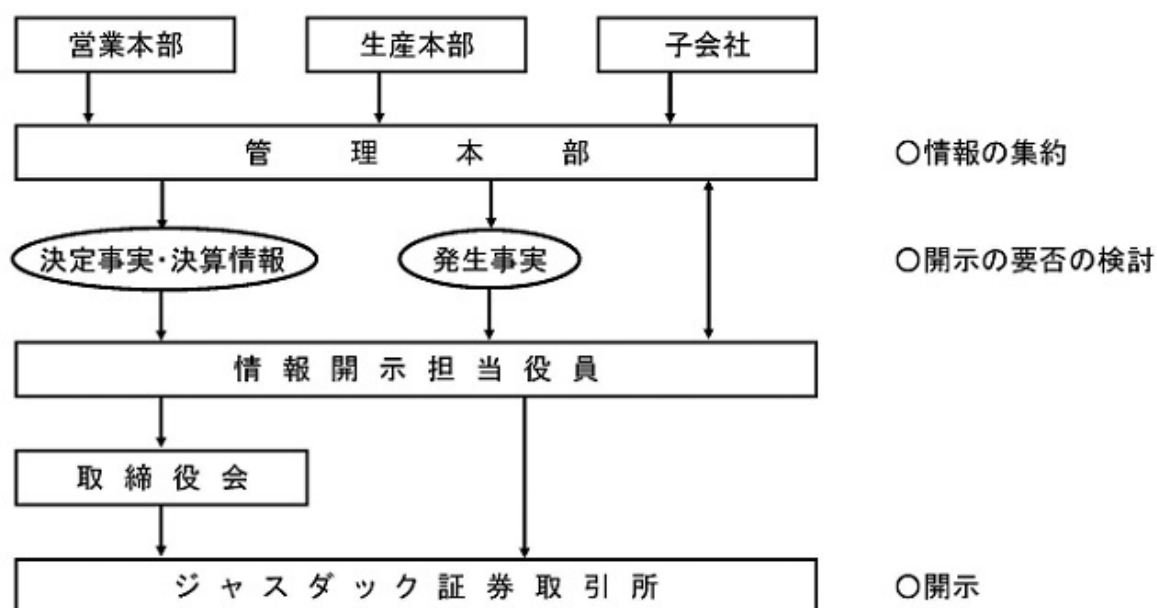 営業本部 生産本部 子会社
管理本部 〇情報の集約
決定事実・決算情報 発生事実 〇開示の要否の検討
情報開示担当役員
取締役会
ジャスダック証券取引所 〇開示